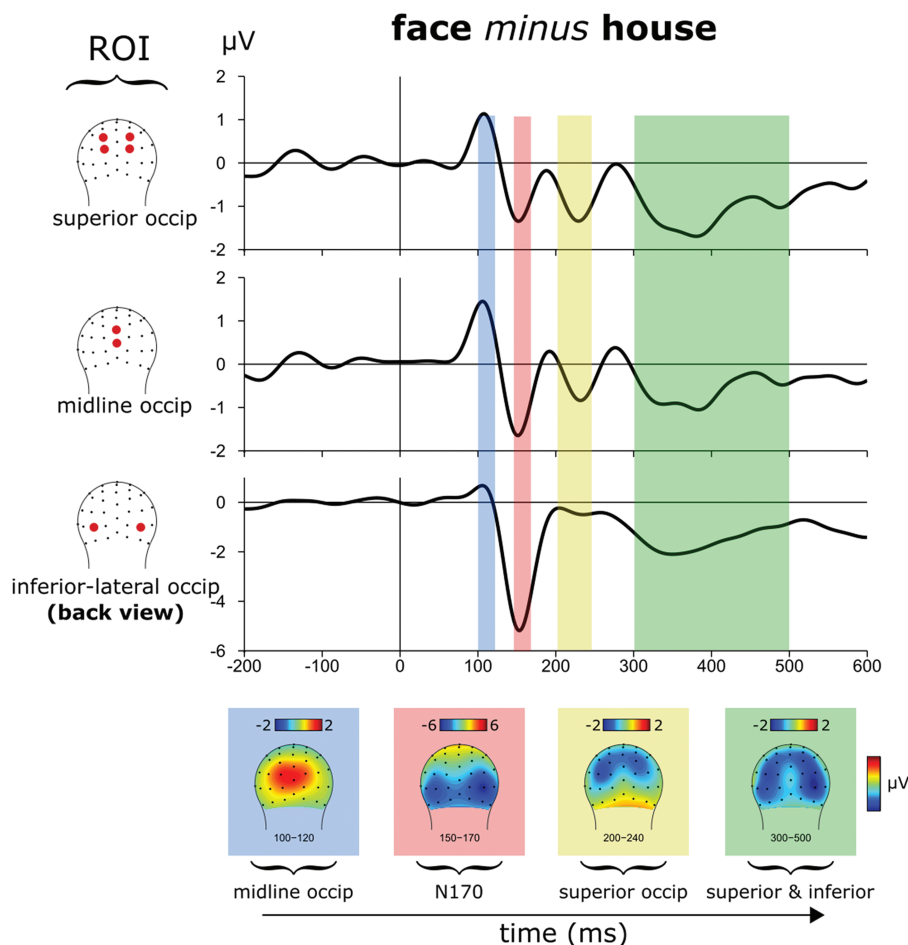 face minus house
ROI
μV
2
1
0
-1
-2
superior occip
2
1
0
-1
-2
midline occip
0
-2
-4
-6
inferior-lateral occip
(back view)
-200 -100 0 100 200 300 400 500 600
-2 2
-6 6
-2 2
-2 2
μV
100−120
150−170
200−240
300−500
midline occip
N170
superior occip
superior & inferior
time (ms)